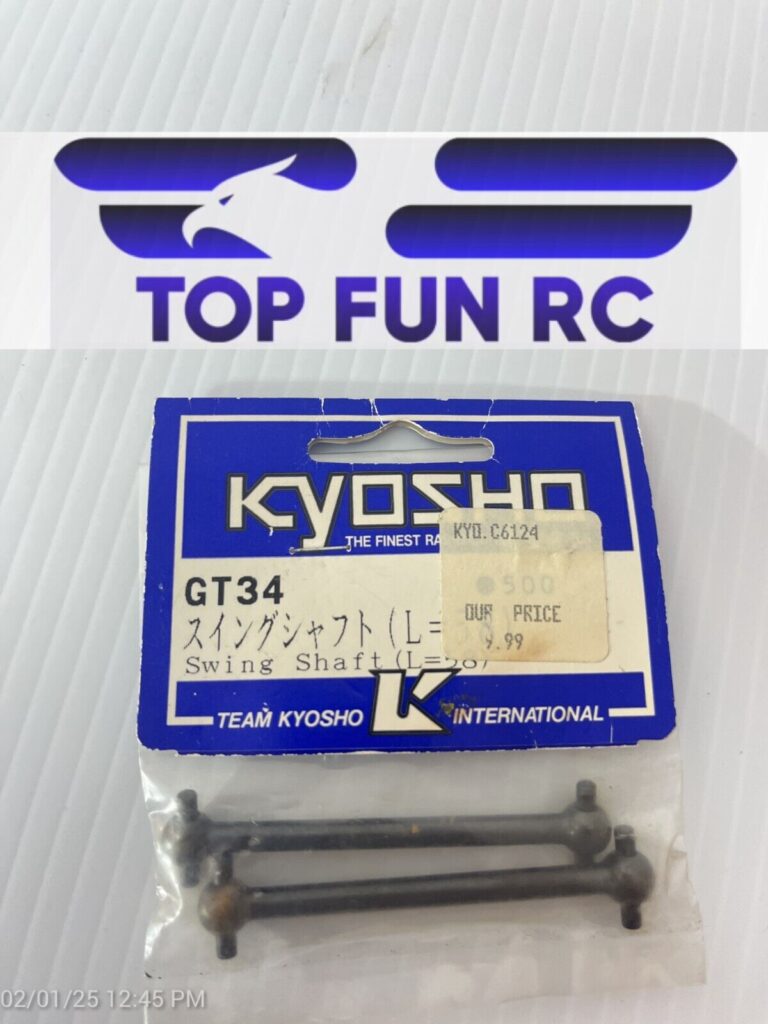 TOP FUN RC
KYOSHO
THE FINEST
KYO.C6124
500
OUR PRICE
9.99
GT34
スイングシャフト(L=
Swing Shaft (L=58)
TEAM KYOSHO K INTERNATIONAL
02/01/25 12:45 PM